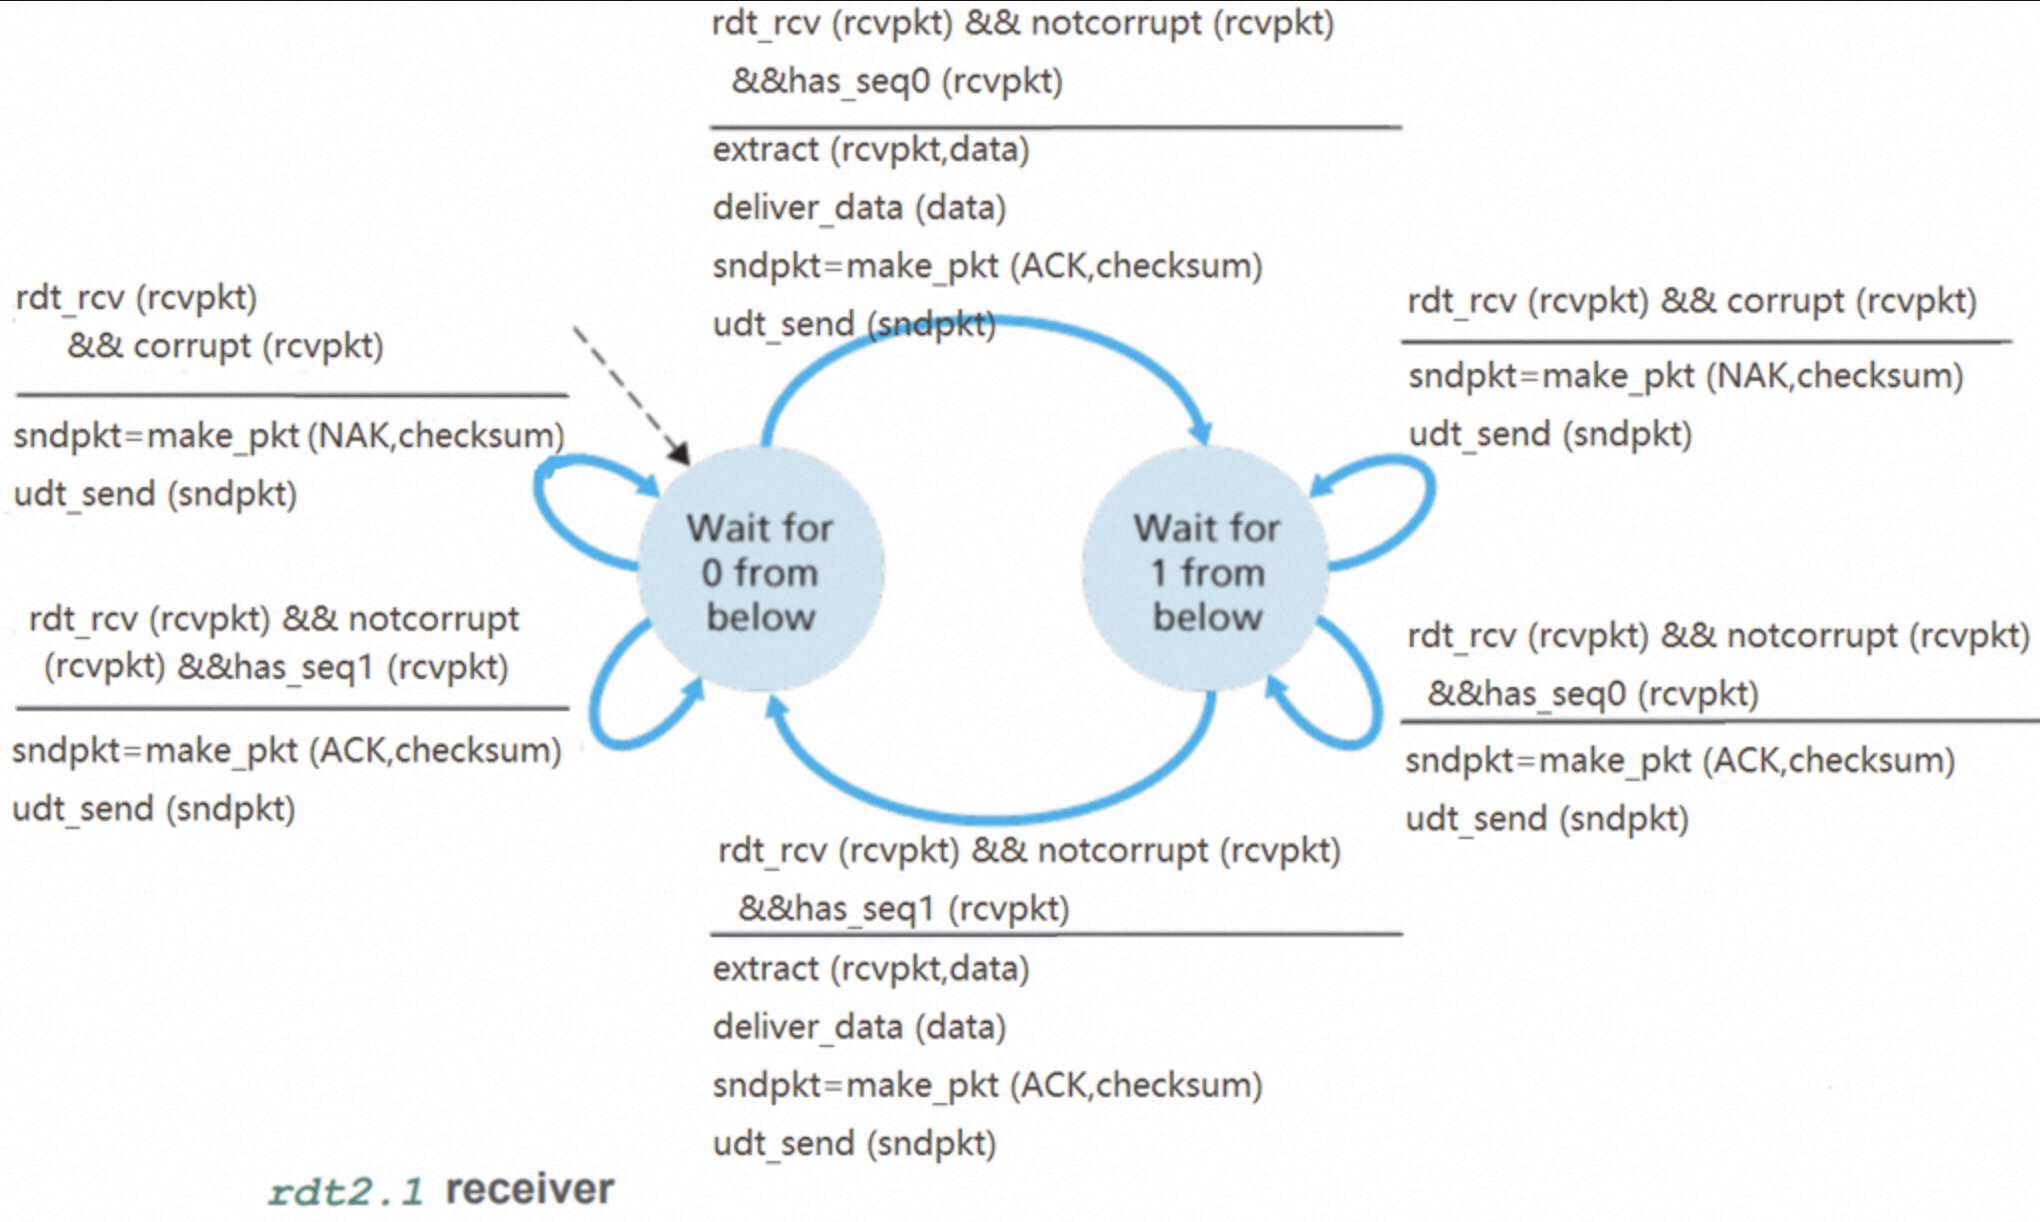 rdt_rcv (rcvpkt) && notcorrupt (rcvpkt)
&&has_seq0 (rcvpkt)
extract (rcvpkt,data)
deliver_data (data)
sndpkt=make_pkt (ACK,checksum)
udt_send (sndpkt)
rdt_rcv (rcvpkt)
&& corrupt (rcvpkt)
sndpkt=make_pkt (NAK,checksum)
udt_send (sndpkt)
rdt_rcv (rcvpkt) && notcorrupt
(rcvpkt) &&has_seq1 (rcvpkt)
sndpkt=make_pkt (ACK,checksum)
udt_send (sndpkt)
Wait for
0 from
below
Wait for
1 from
below
rdt_rcv (rcvpkt) && corrupt (rcvpkt)
sndpkt=make_pkt (NAK,checksum)
udt_send (sndpkt)
rdt_rcv (rcvpkt) && notcorrupt (rcvpkt)
&&has_seq0 (rcvpkt)
sndpkt=make_pkt (ACK,checksum)
udt_send (sndpkt)
rdt_rcv (rcvpkt) && notcorrupt (rcvpkt)
&&has_seq1 (rcvpkt)
extract (rcvpkt,data)
deliver_data (data)
sndpkt=make_pkt (ACK,checksum)
udt_send (sndpkt)
rdt2.1 receiver